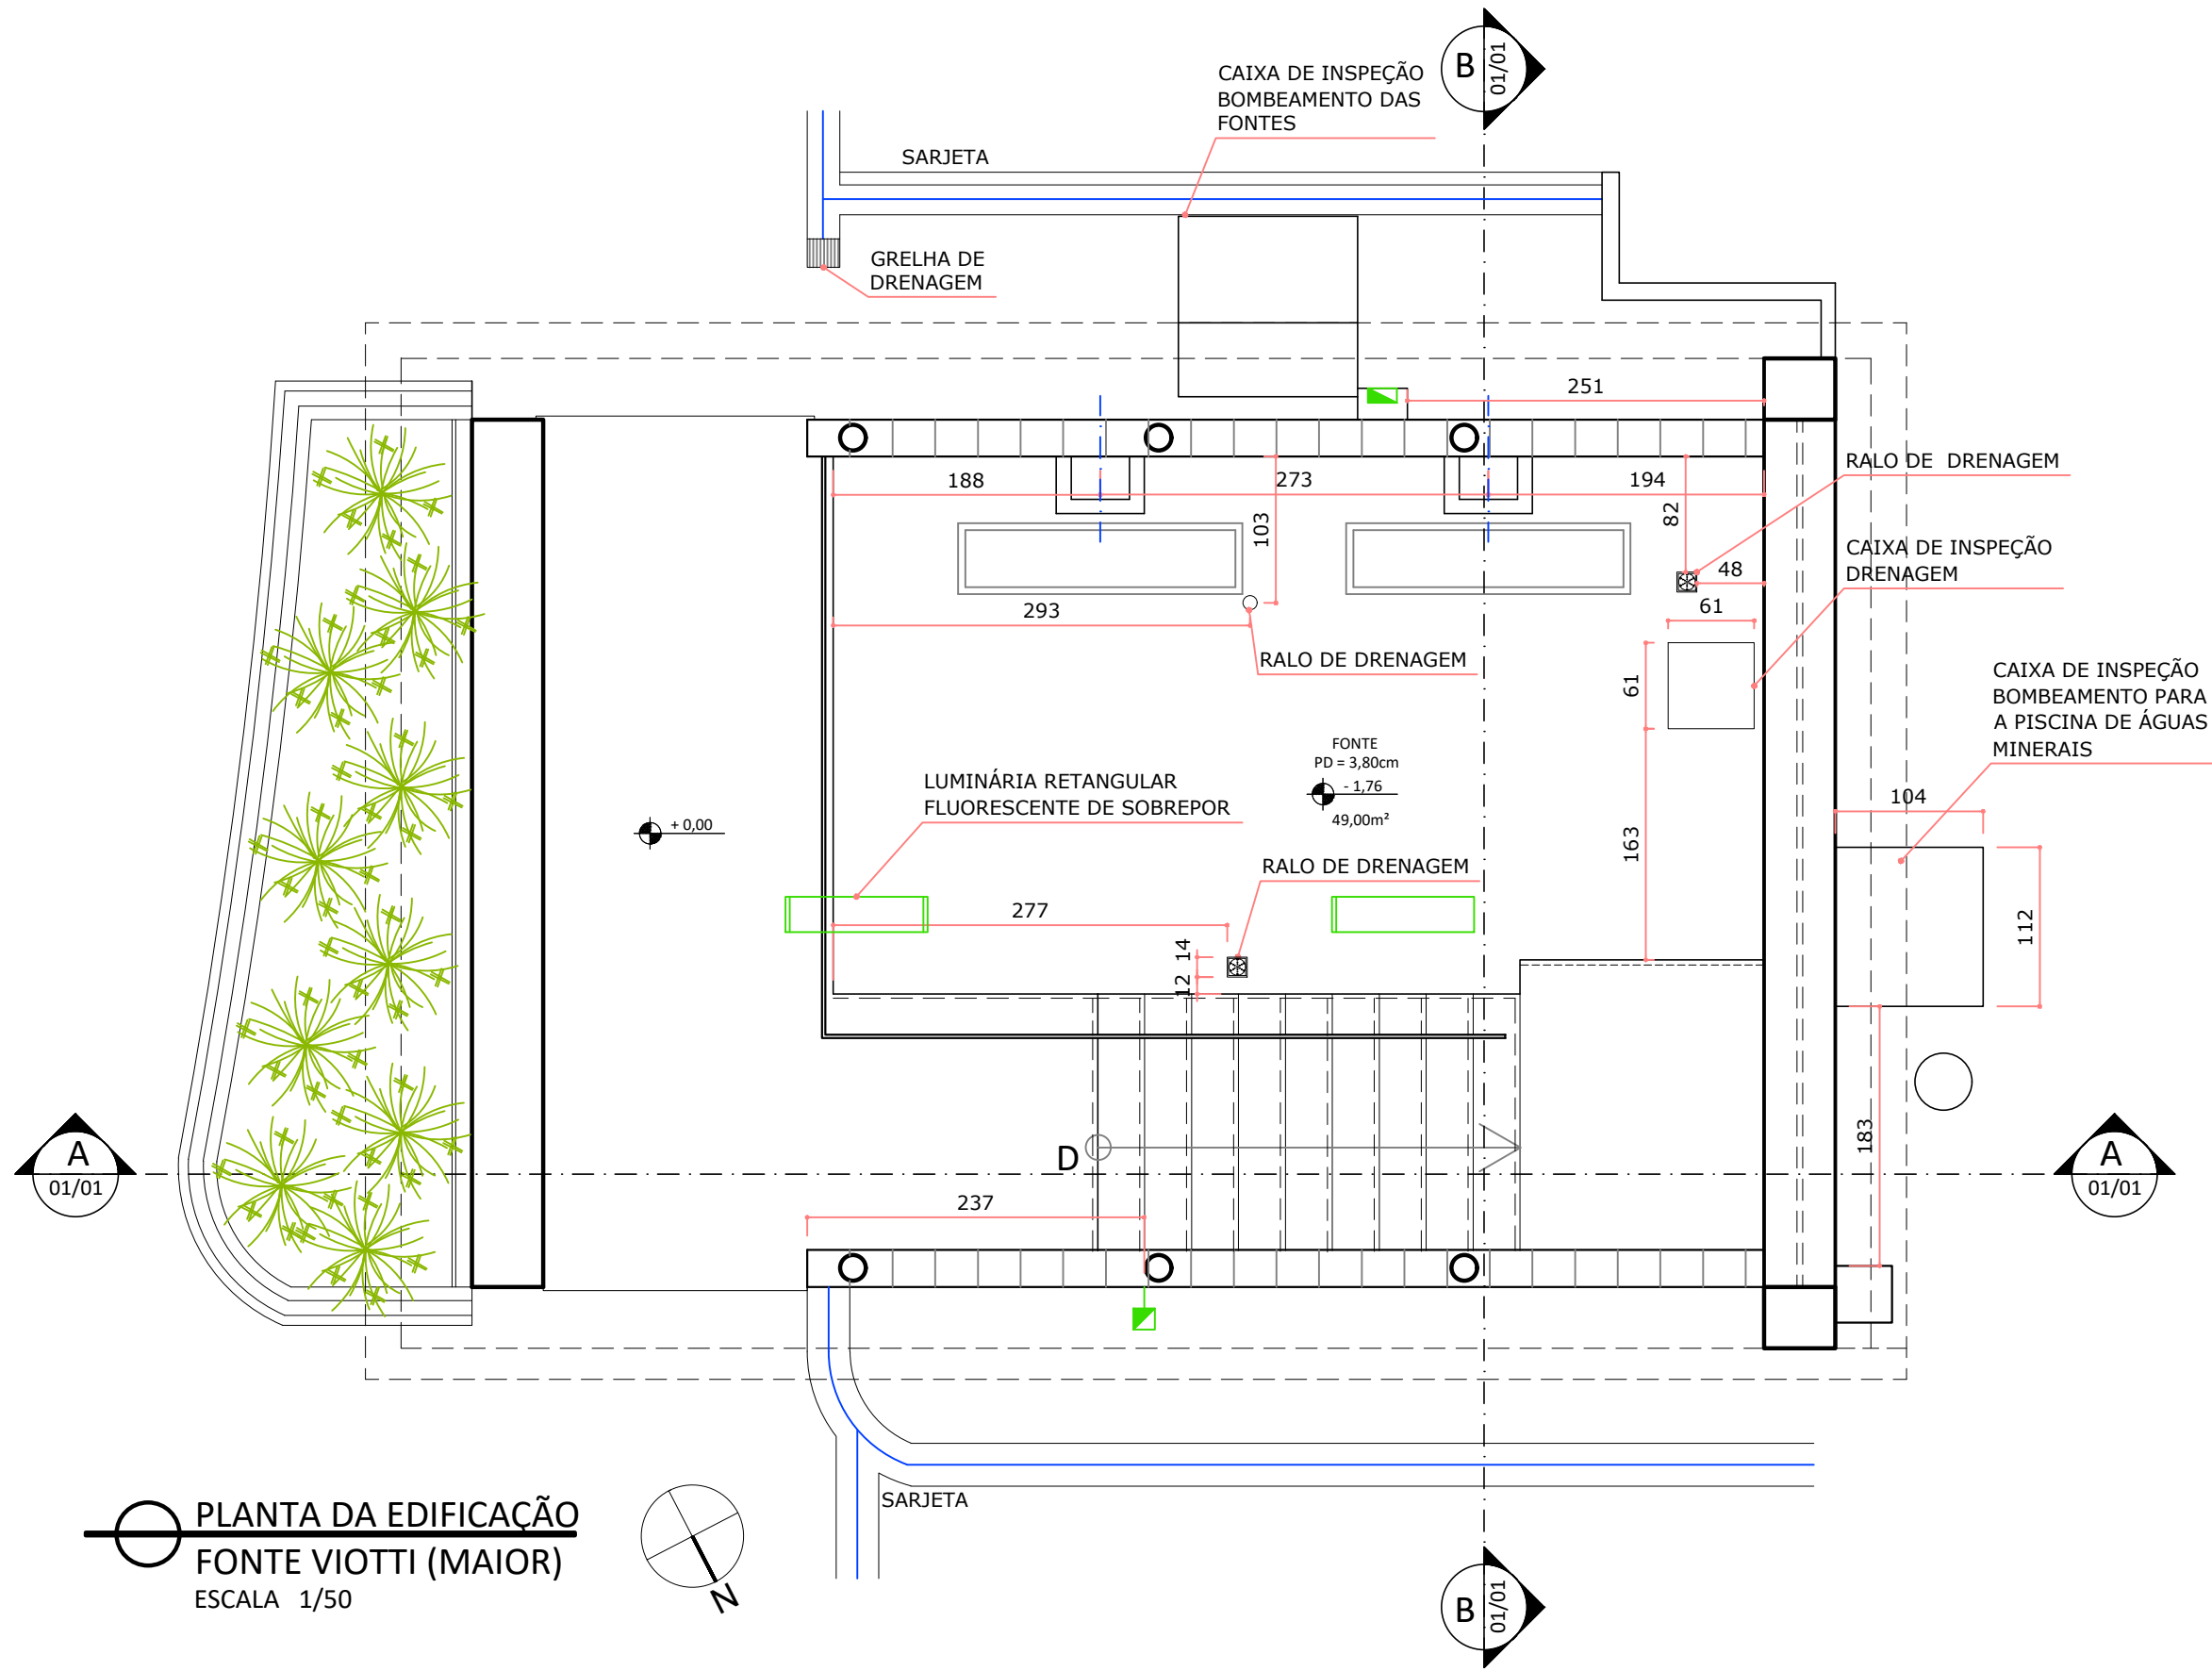 B
01/01
CAIXA DE INSPEÇÃO
BOMBEAMENTO DAS
FONTES
SARJETA
GRELHA DE
DRENAGEM
251
RALO DE DRENAGEM
188
273
194
82
103
CAIXA DE INSPEÇÃO
DRENAGEM
48
61
293
RALO DE DRENAGEM
61
CAIXA DE INSPEÇÃO
BOMBEAMENTO PARA
A PISCINA DE ÁGUAS
MINERAIS
FONTE
PD = 3,80cm
- 1,76
49,00m²
LUMINÁRIA RETANGULAR
FLUORESCENTE DE SOBREPOR
+ 0,00
104
163
RALO DE DRENAGEM
277
112
14
12
183
A
01/01
D
A
01/01
237
SARJETA
PLANTA DA EDIFICAÇÃO
FONTE VIOTTI (MAIOR)
ESCALA 1/50
N
B
01/01